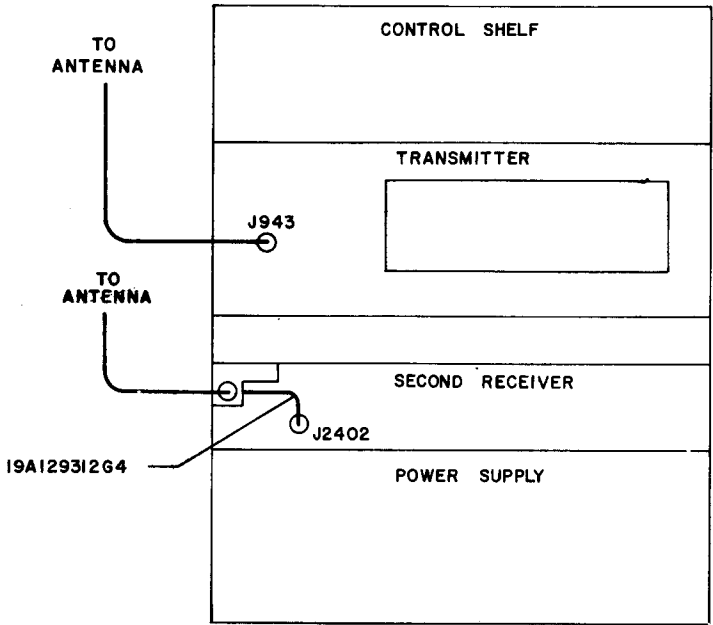 CONTROL SHELF
TO
ANTENNA
TRANSMITTER
J943
TO
ANTENNA
SECOND RECEIVER
J2402
19A129312G4
POWER SUPPLY